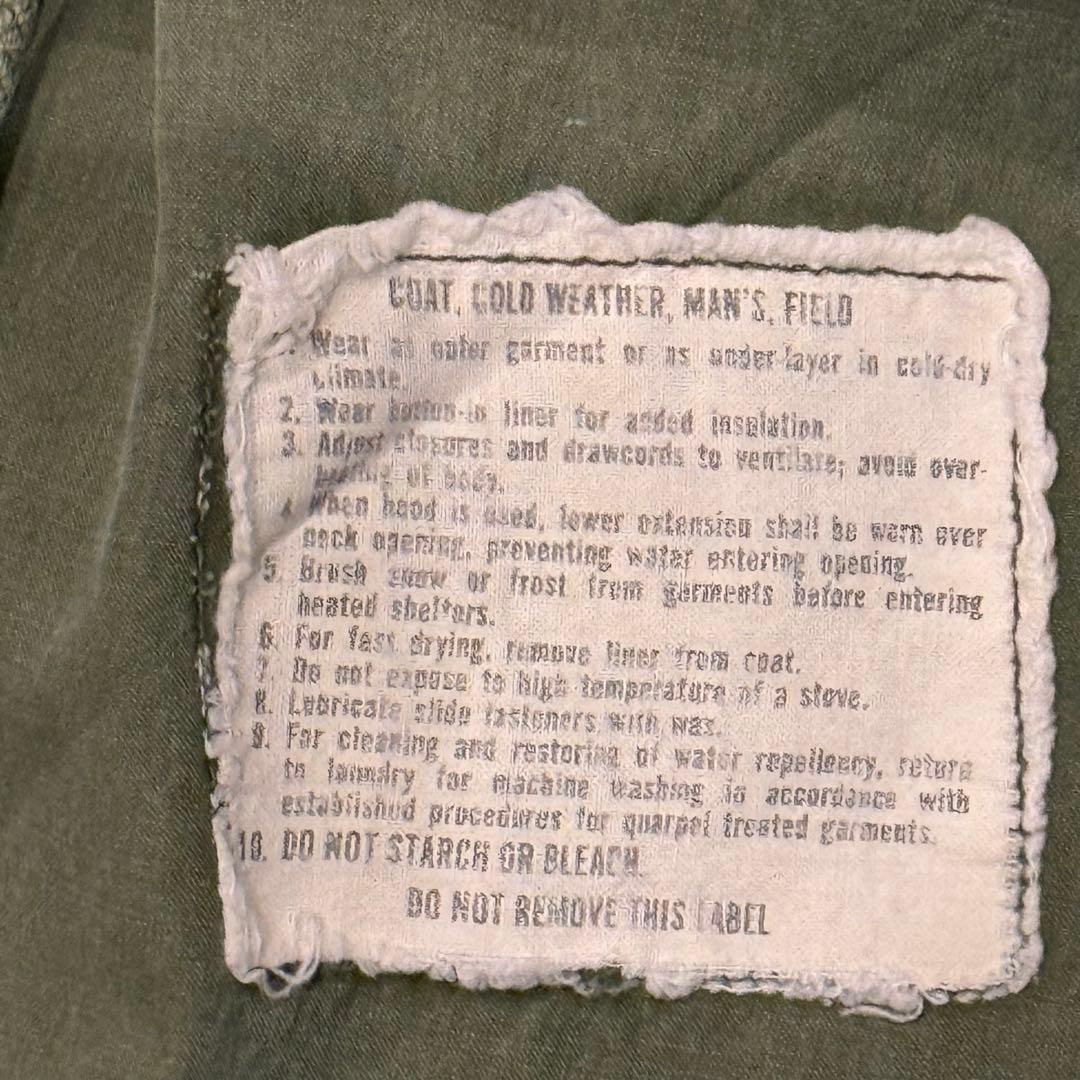 COAT, COLD WEATHER, MAN'S, FIELD
Wear as outer garment or as under-layer in cold-dry
climate.
2. Wear button-in liner for added insulation.
3. Adjust closures and drawcords to ventilate; avoid over-
heating of body.
4. When hood is used, lower extension shall be worn over
neck opening, preventing water entering opening.
5. Brush snow or frost from garments before entering
heated shelters.
6. For fast drying, remove liner from coat.
7. Do not expose to high temperature of a stove.
8. Lubricate slide fasteners with wax.
9. For cleaning and restoring of water repellency, return
to laundry for machine washing in accordance with
established procedures for quarpel treated garments.
10. DO NOT STARCH OR BLEACH.
DO NOT REMOVE THIS LABEL